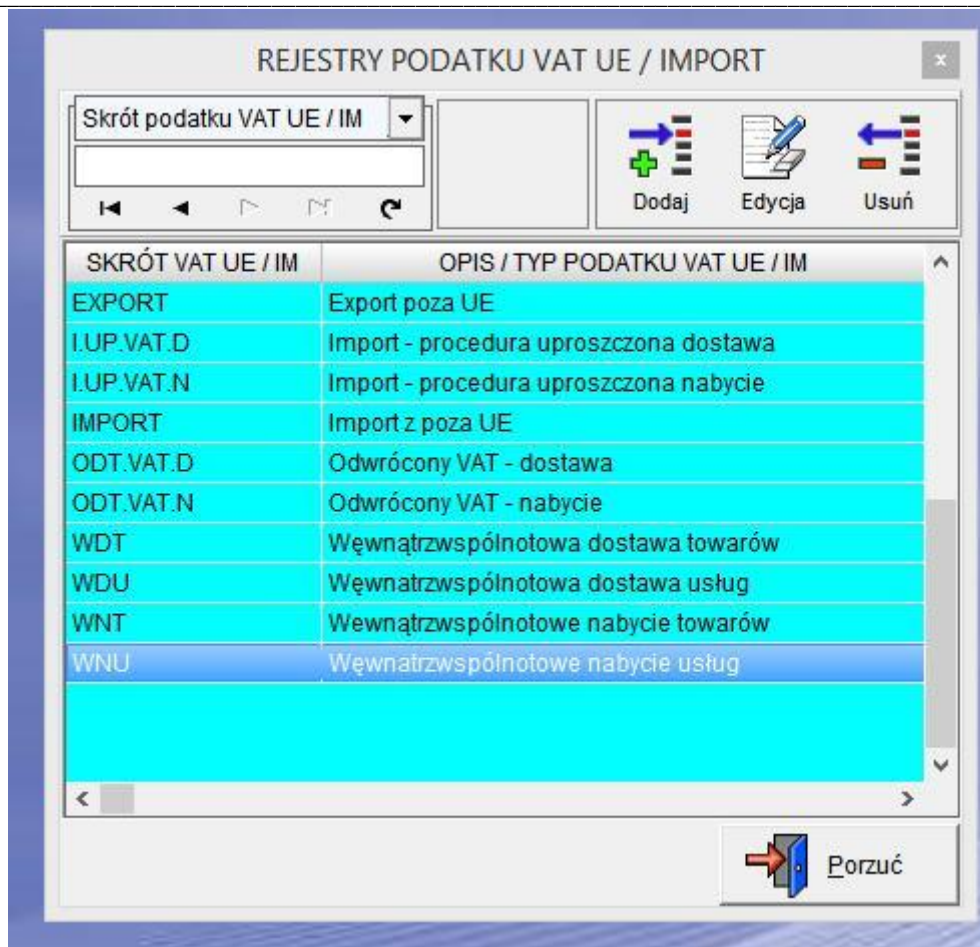 REJESTRY PODATKU VAT UE / IMPORT
x
Skrót podatku VAT UE / IM
Dodaj Edycja Usuń
SKRÓT VAT UE / IM OPIS / TYP PODATKU VAT UE / IM
EXPORT Export poza UE
I.UP.VAT.D Import - procedura uproszczona dostawa
I.UP.VAT.N Import - procedura uproszczona nabycie
IMPORT Import z poza UE
ODT.VAT.D Odwrócony VAT - dostawa
ODT.VAT.N Odwrócony VAT - nabycie
WDT Węwnątrzwspólnotowa dostawa towarów
WDU Węwnatrzwspólnotowa dostawa usług
WNT Wewnątrzwspólnotowe nabycie towarów
WNU Węwnatrzwspólnotowe nabycie usług
Porzuć